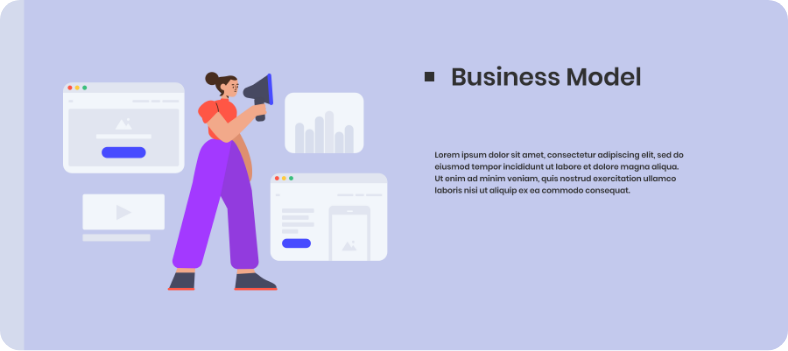 Business Model
Lorem ipsum dolor sit amet, consectetur adipiscing elit, sed do
eiusmod tempor incididunt ut labore et dolore magna aliqua.
Ut enim ad minim veniam, quis nostrud exercitation ullamco
laboris nisi ut aliquip ex ea commodo consequat.